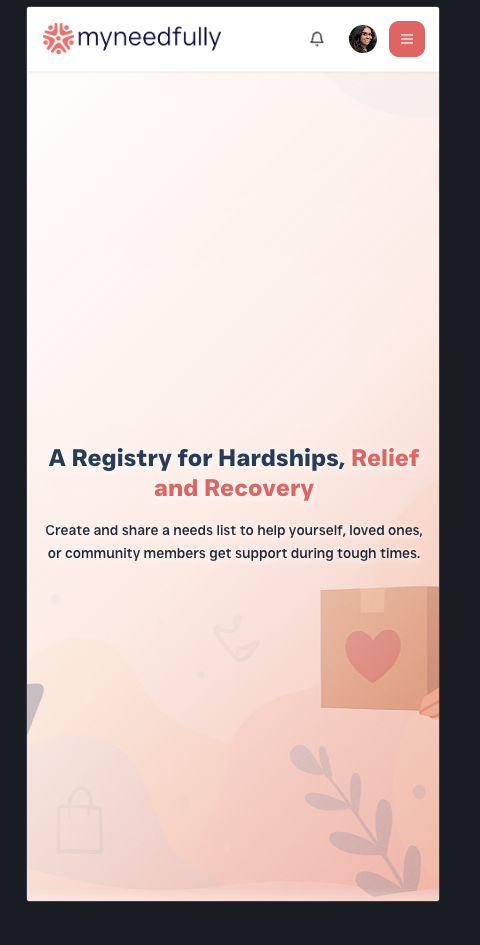 myneedfully
A Registry for Hardships, Relief
and Recovery
Create and share a needs list to help yourself, loved ones,
or community members get support during tough times.